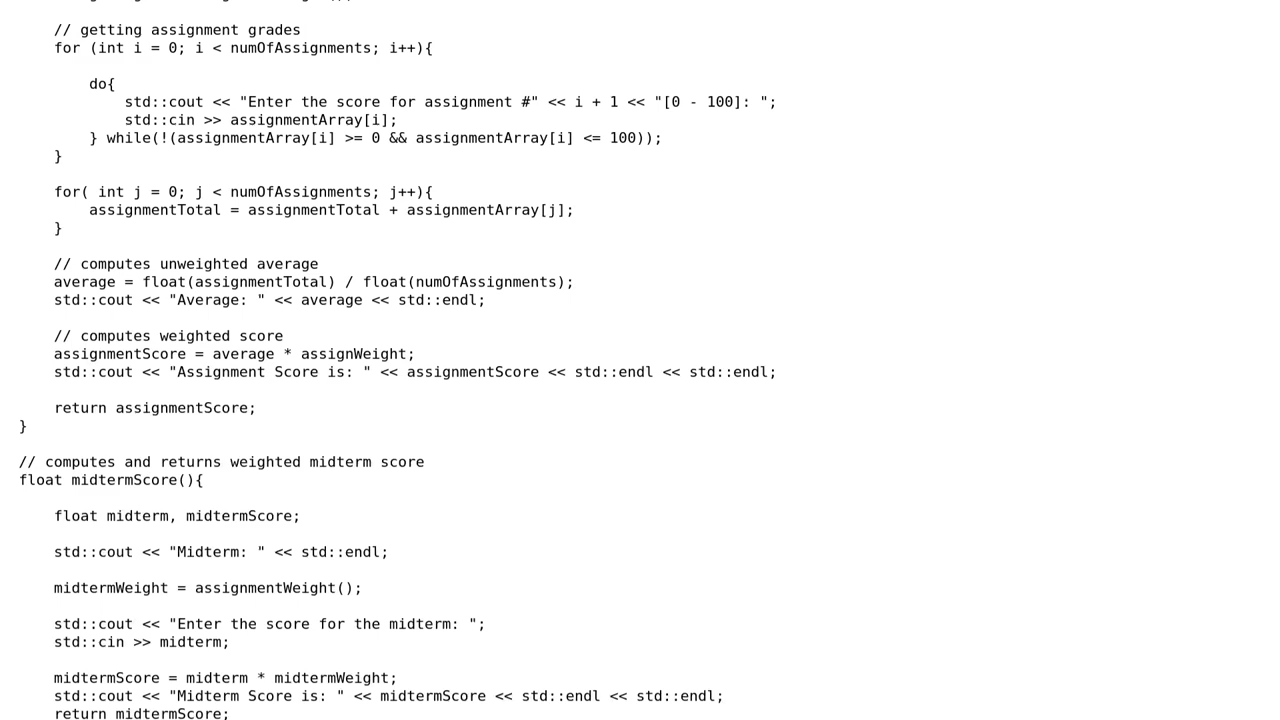 // getting assignment grades
for (int i = 0; i < numOfAssignments; i++){
do{
std::cout << "Enter the score for assignment #" << i + 1 << "[0 - 100]: ";
std::cin >> assignmentArray[i];
} while(!(assignmentArray[i] >= 0 && assignmentArray[i] <= 100));
}
for( int j = 0; j < numOfAssignments; j++){
assignmentTotal = assignmentTotal + assignmentArray[j];
}
// computes unweighted average
average = float(assignmentTotal) / float(numOfAssignments);
std::cout << "Average: " << average << std::endl;
// computes weighted score
assignmentScore = average * assignWeight;
std::cout << "Assignment Score is: " << assignmentScore << std::endl << std::endl;
return assignmentScore;
}
// computes and returns weighted midterm score
float midtermScore(){
float midterm, midtermScore;
std::cout << "Midterm: " << std::endl;
midtermWeight = assignmentWeight();
std::cout << "Enter the score for the midterm: ";
std::cin >> midterm;
midtermScore = midterm * midtermWeight;
std::cout << "Midterm Score is: " << midtermScore << std::endl << std::endl;
return midtermScore;